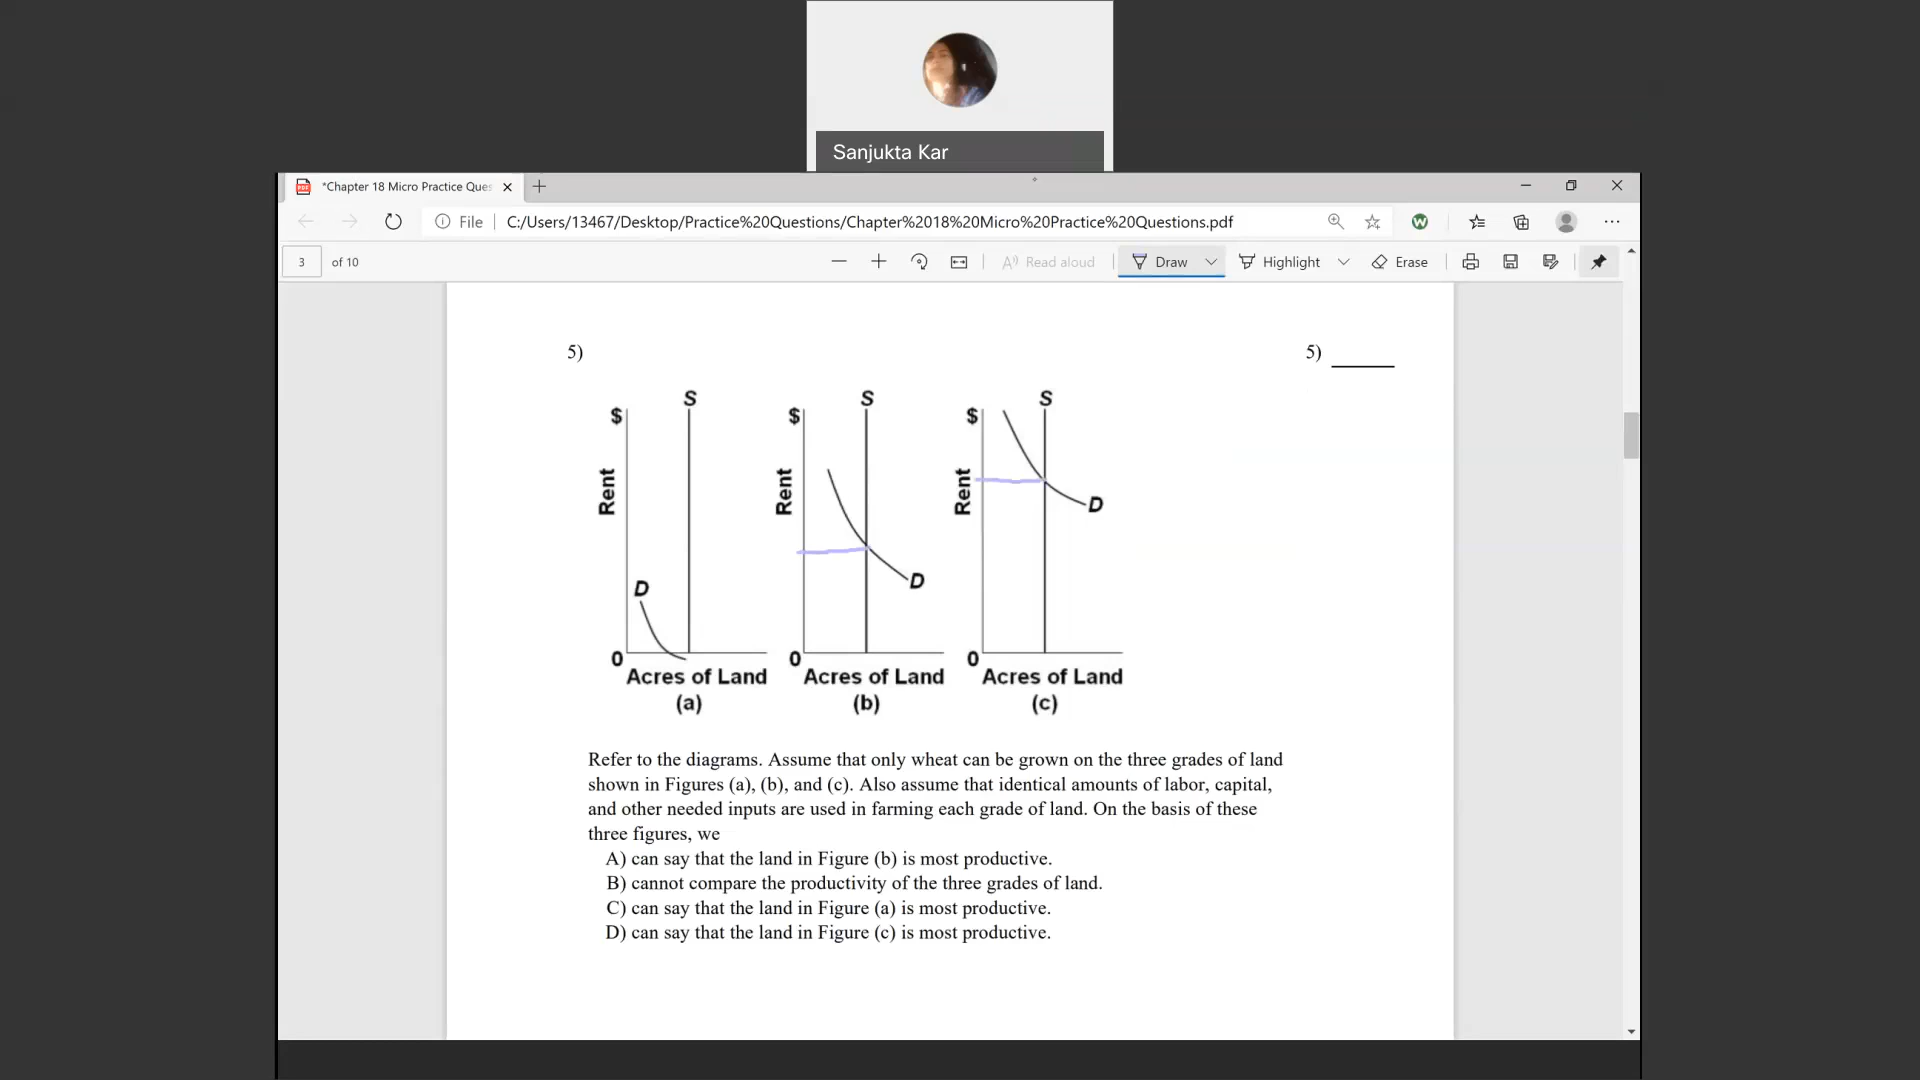 Sanjukta Kar
*Chapter 18 Micro Practice Ques
File
C:/Users/13467/Desktop/Practice%20Questions/Chapter%2018%20Micro%20Practice%20Questions.pdf
W
3 of 10
Read aloud
Draw
Highlight
Erase
5)
5) ______
$ S
Rent
D
0
Acres of Land
(a)
$ S
Rent
D
0
Acres of Land
(b)
$ S
Rent
D
0
Acres of Land
(c)
Refer to the diagrams. Assume that only wheat can be grown on the three grades of land
shown in Figures (a), (b), and (c). Also assume that identical amounts of labor, capital,
and other needed inputs are used in farming each grade of land. On the basis of these
three figures, we
A) can say that the land in Figure (b) is most productive.
B) cannot compare the productivity of the three grades of land.
C) can say that the land in Figure (a) is most productive.
D) can say that the land in Figure (c) is most productive.